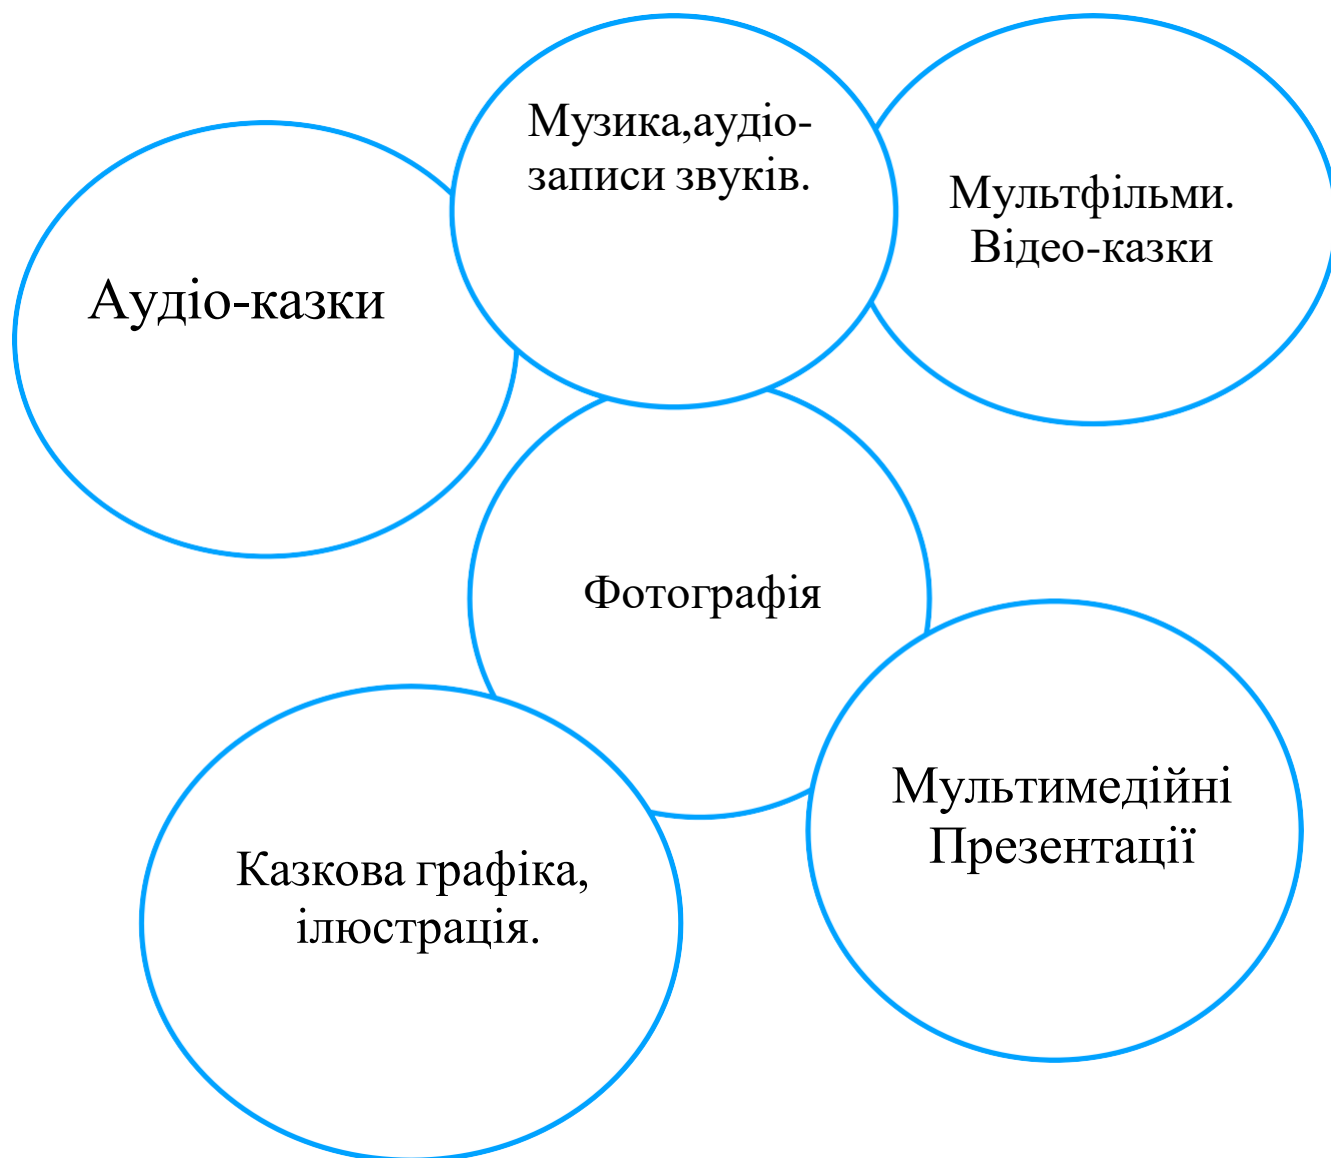 Музика,аудіо-
записи звуків.
Мультфільми.
Відео-казки
Аудіо-казки
Фотографія
Мультимедійні
Презентації
Казкова графіка,
ілюстрація.